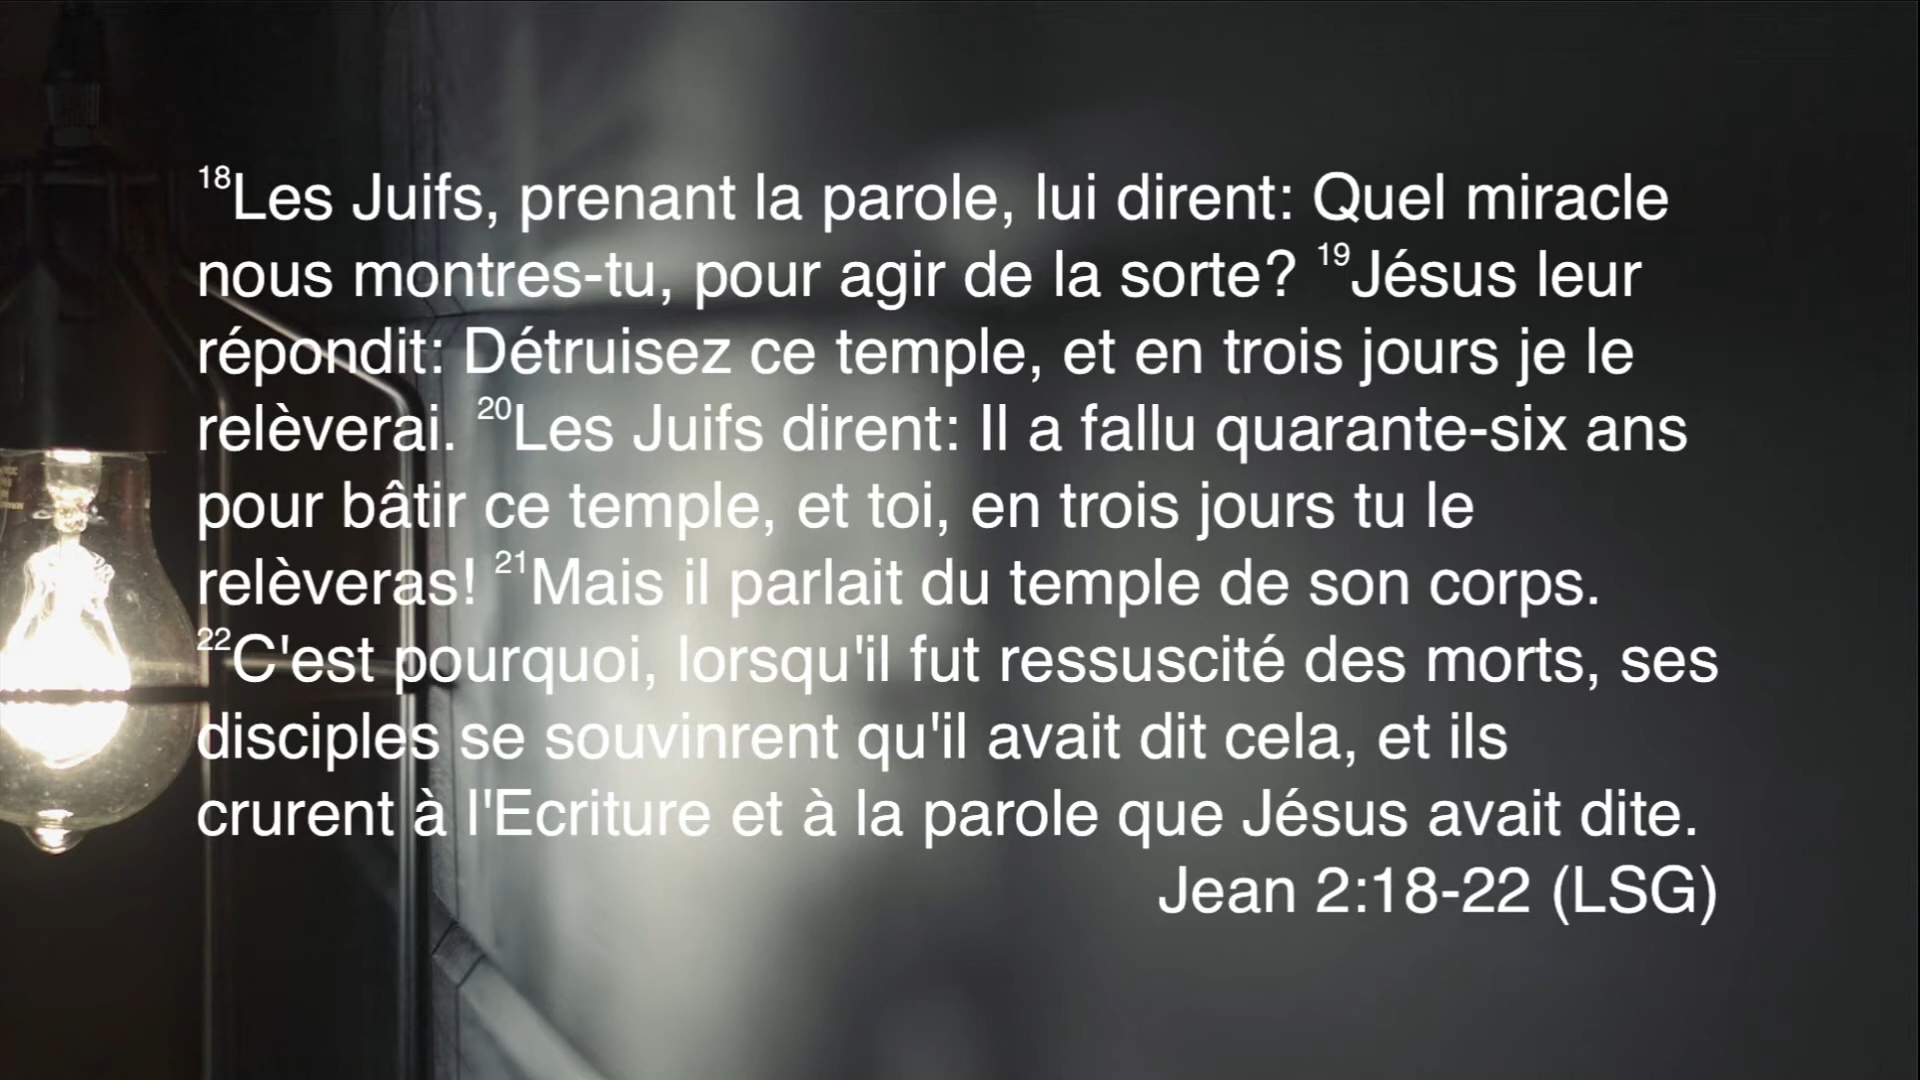 18Les Juifs, prenant la parole, lui dirent: Quel miracle
nous montres-tu, pour agir de la sorte? 19Jésus leur
répondit: Détruisez ce temple, et en trois jours je le
relèverai. 20Les Juifs dirent: Il a fallu quarante-six ans
pour bâtir ce temple, et toi, en trois jours tu le
relèveras! 21Mais il parlait du temple de son corps.
22C'est pourquoi, lorsqu'il fut ressuscité des morts, ses
disciples se souvinrent qu'il avait dit cela, et ils
crurent à l'Ecriture et à la parole que Jésus avait dite.
Jean 2:18-22 (LSG)